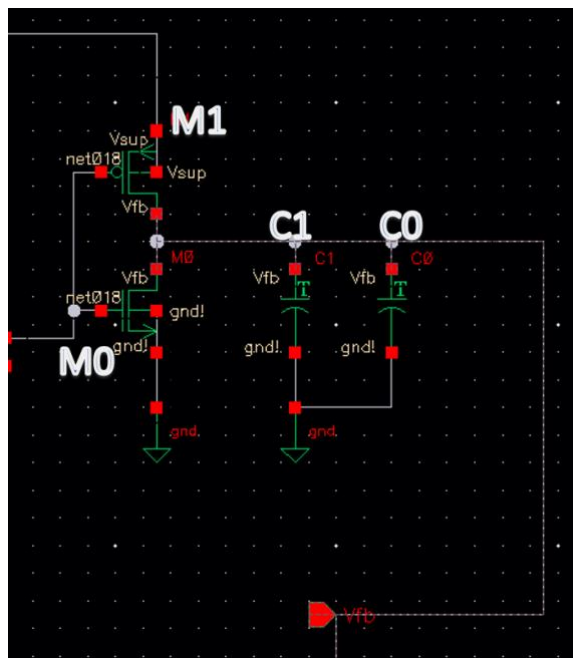 M1
Vsup
net018
Vsup
Vfb
C1
C0
M0
C1
C0
Vfb
Vfb
Vfb
T
T
net018
gnd!
gnd!
gnd!
gnd!
M0
gnd
gnd
Vfb